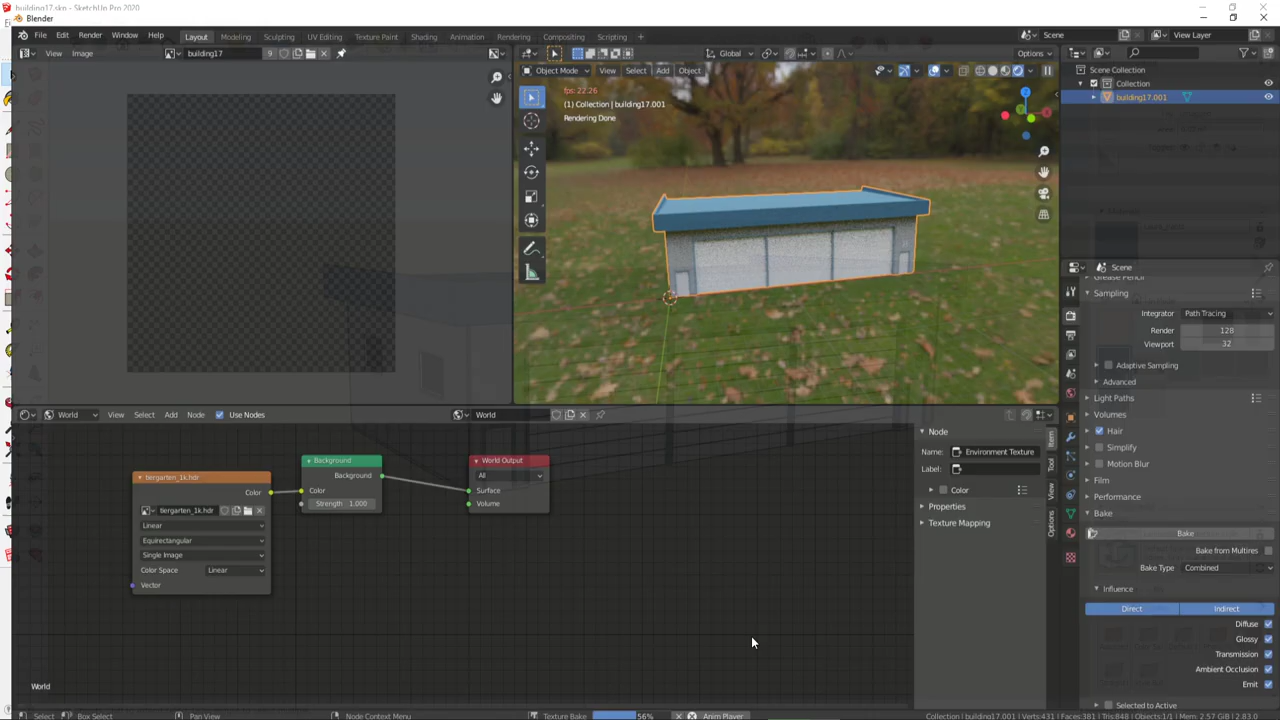 building17.skp - SketchUp Pro 2020
Blender
File Edit Render Window Help Layout Modeling Sculpting UV Editing Texture Paint Shading Animation Rendering Compositing Scripting + Scene View Layer
View Image building17 9 Global Options
Object Mode View Select Add Object
Scene Collection
Collection
building17.001
fps: 22.26
(1) Collection | building17.001
Rendering Done
Scene
Grease Pencil
Sampling
Integrator Path Tracing
Render 128
Viewport 32
Adaptive Sampling
Advanced
Light Paths
Volumes
Hair
Simplify
Motion Blur
Film
Performance
Bake
Bake
Bake from Multires
Bake Type Combined
Influence
Direct Indirect
Diffuse
Glossy
Transmission
Ambient Occlusion
Emit
Selected to Active
World View Select Add Node Use Nodes World
Node
Name: Environment Texture
Label:
Color
Properties
Texture Mapping
Item
Tool
View
Options
tiergarten_1k.hdr
Color
tiergarten_1k.hdr
Linear
Equirectangular
Single Image
Color Space Linear
Vector
Background
Background
Color
Strength 1.000
World Output
All
Surface
Volume
World
Select Box Select Pan View Node Context Menu Texture Bake 56% Anim Player Collection | building17.001 | Verts:431 | Faces:381 | Tris:848 | Objects:1/1 | Mem: 2.57 GiB | 2.83.0